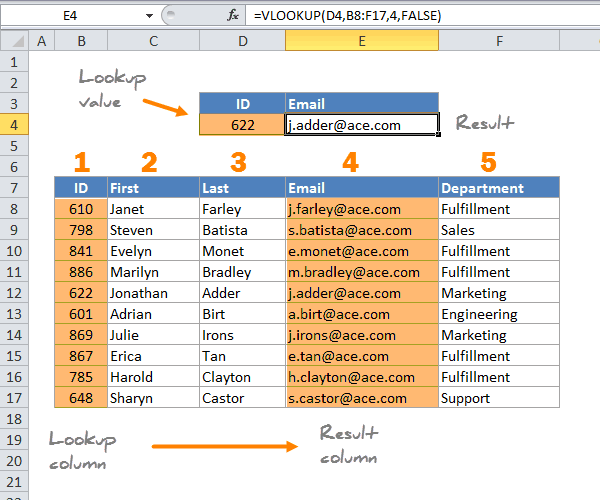 E4 fx =VLOOKUP(D4,B8:F17,4,FALSE)
A B C D E F
1
2
Lookup
value
3 ID Email
4 622 j.adder@ace.com Result
5
6 1 2 3 4 5
7 ID First Last Email Department
8 610 Janet Farley j.farley@ace.com Fulfillment
9 798 Steven Batista s.batista@ace.com Sales
10 841 Evelyn Monet e.monet@ace.com Fulfillment
11 886 Marilyn Bradley m.bradley@ace.com Fulfillment
12 622 Jonathan Adder j.adder@ace.com Marketing
13 601 Adrian Birt a.birt@ace.com Engineering
14 869 Julie Irons j.irons@ace.com Marketing
15 867 Erica Tan e.tan@ace.com Fulfillment
16 785 Harold Clayton h.clayton@ace.com Fulfillment
17 648 Sharyn Castor s.castor@ace.com Support
18
19 Lookup Result
20 column column
21